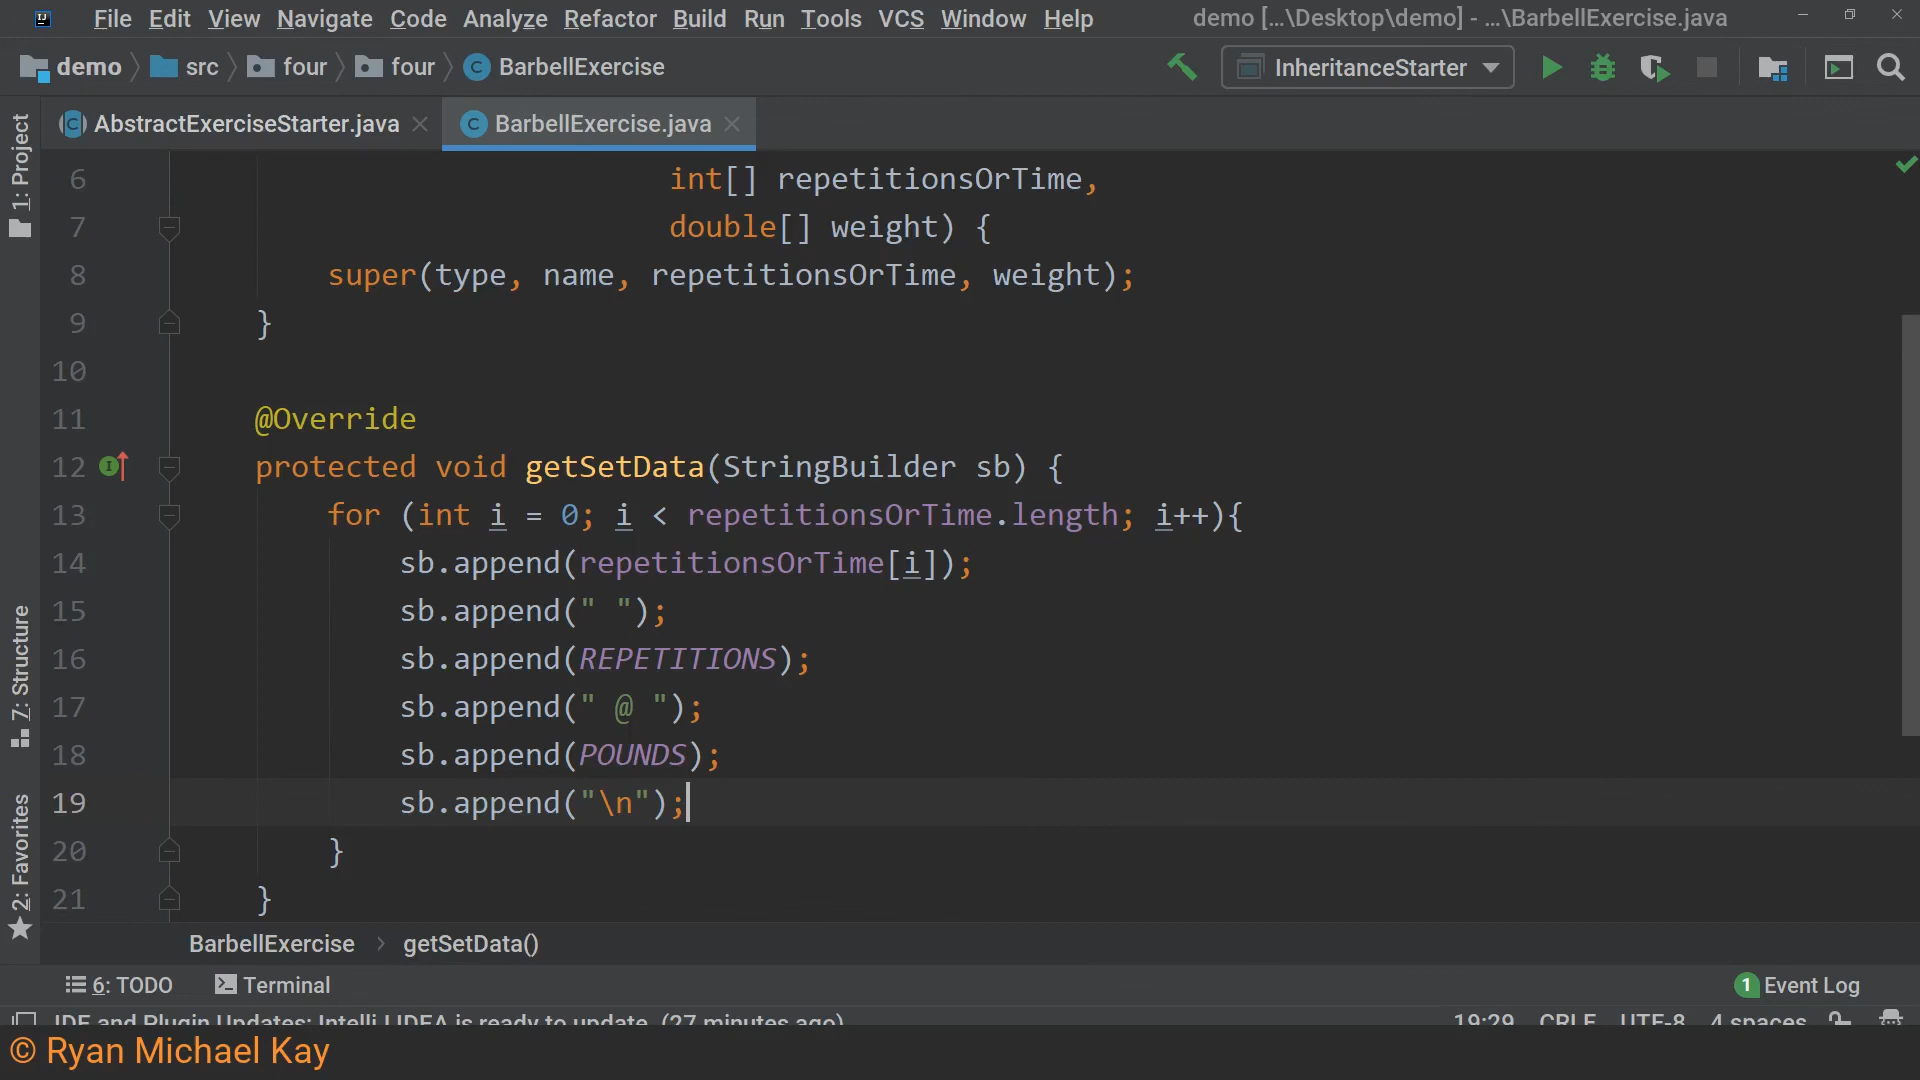 File Edit View Navigate Code Analyze Refactor Build Run Tools VCS Window Help demo [...\Desktop\demo] - ...\BarbellExercise.java
demo src four four BarbellExercise InheritanceStarter
AbstractExerciseStarter.java BarbellExercise.java
1: Project
7: Structure
2: Favorites
6 int[] repetitionsOrTime,
7 double[] weight) {
8 super(type, name, repetitionsOrTime, weight);
9 }
10
11 @Override
12 protected void getSetData(StringBuilder sb) {
13 for (int i = 0; i < repetitionsOrTime.length; i++){
14 sb.append(repetitionsOrTime[i]);
15 sb.append(" ");
16 sb.append(REPETITIONS);
17 sb.append(" @ ");
18 sb.append(POUNDS);
19 sb.append("\n");
20 }
21 }
BarbellExercise > getSetData()
6: TODO Terminal 1 Event Log
IDE and Plugin Updates: IntelliJ IDEA is ready to update. (27 minutes ago) 19:29 CRLF UTF-8 4 spaces
© Ryan Michael Kay